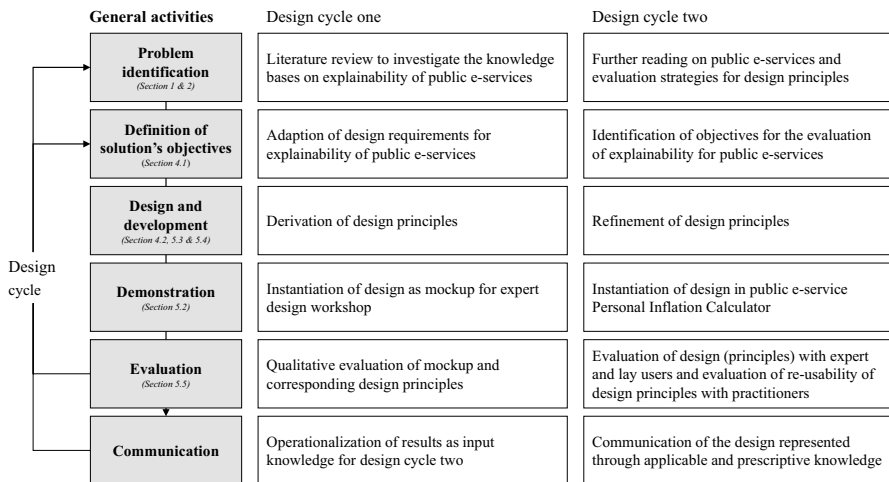 General activities
Design cycle one
Design cycle two
Problem
identification
(Section 1 & 2)
Literature review to investigate the knowledge
bases on explainability of public e-services
Further reading on public e-services and
evaluation strategies for design principles
Definition of
solution's objectives
(Section 4.1)
Adaption of design requirements for
explainability of public e-services
Identification of objectives for the evaluation
of explainability for public e-services
Design and
development
(Section 4.2, 5.3 & 5.4)
Derivation of design principles
Refinement of design principles
Design
cycle
Demonstration
(Section 5.2)
Instantiation of design as mockup for expert
design workshop
Instantiation of design in public e-service
Personal Inflation Calculator
Evaluation
(Section 5.5)
Qualitative evaluation of mockup and
corresponding design principles
Evaluation of design (principles) with expert
and lay users and evaluation of re-usability of
design principles with practitioners
Communication
Operationalization of results as input
knowledge for design cycle two
Communication of the design represented
through applicable and prescriptive knowledge